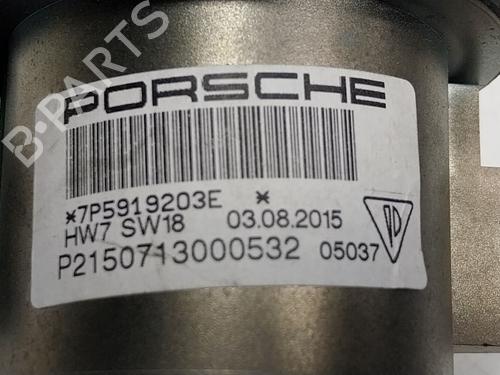 B-PARTS
PORSCHE
*7P5919203E *
HW7 SW18 03.08.2015
P2150713000532 05037